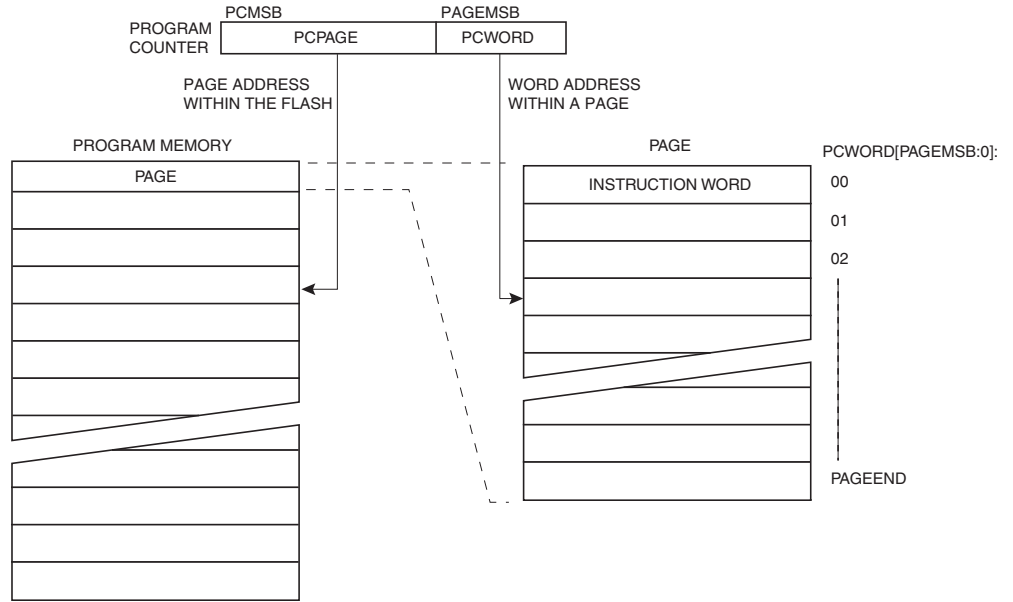 PCMSB PAGEMSB
PROGRAM
COUNTER
PCPAGE PCWORD
PAGE ADDRESS
WITHIN THE FLASH
WORD ADDRESS
WITHIN A PAGE
PROGRAM MEMORY
PAGE
PAGE
INSTRUCTION WORD
PCWORD[PAGEMSB:0]:
00
01
02
PAGEEND